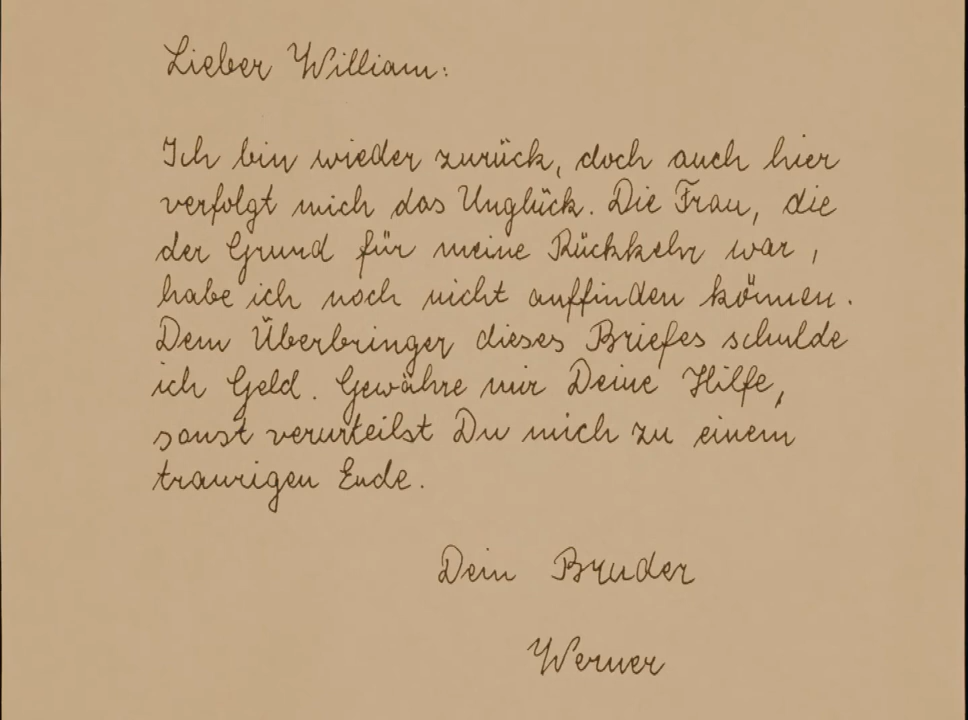 Lieber William:
Ich bin wieder zurück, doch auch hier
verfolgt mich das Unglück. Die Frau, die
der Grund für meine Rückkehr war,
habe ich noch nicht auffinden können.
Dem Überbringer dieses Briefes schulde
ich Geld. Gewähre mir Deine Hilfe,
sonst verurteilst Du mich zu einem
traurigen Ende.
Dein Bruder
Werner